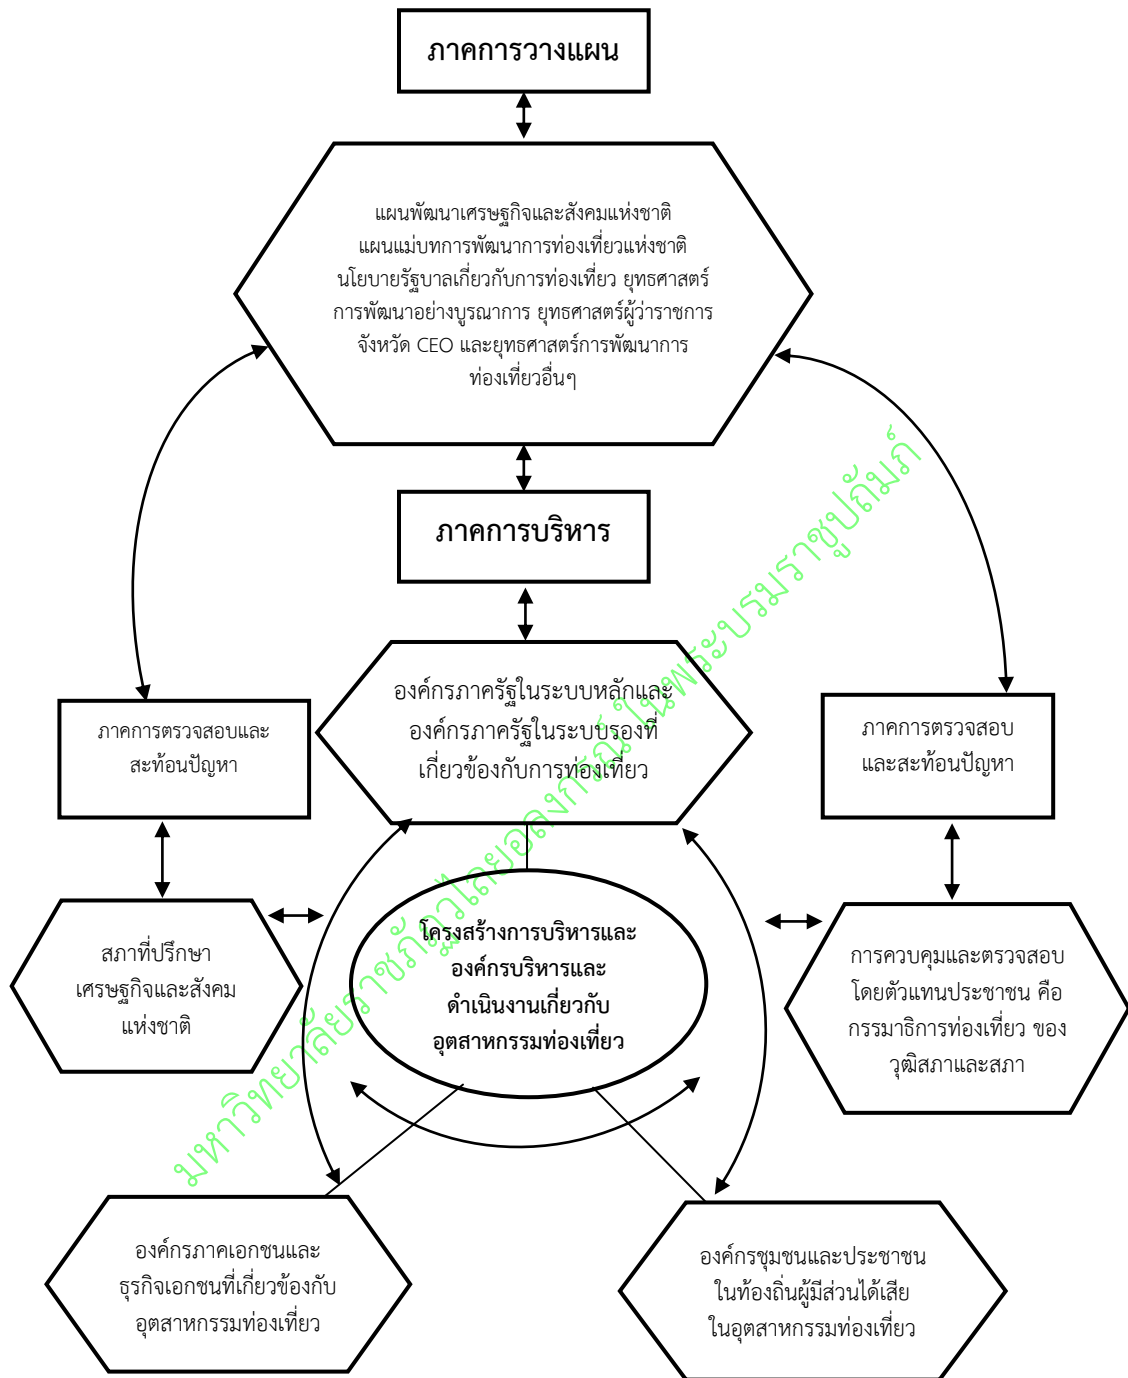 ภาคการวางแผน
แผนพัฒนาเศรษฐกิจและสังคมแห่งชาติ
แผนแม่บทการพัฒนาการท่องเที่ยวแห่งชาติ
นโยบายรัฐบาลเกี่ยวกับการท่องเที่ยว ยุทธศาสตร์
การพัฒนาอย่างบูรณาการ ยุทธศาสตร์ผู้ว่าราชการ
จังหวัด CEO และยุทธศาสตร์การพัฒนาการ
ท่องเที่ยวอื่นๆ
ภาคการบริหาร
องค์กรภาครัฐในระบบหลักและ
องค์กรภาครัฐในระบบรองที่
เกี่ยวข้องกับการท่องเที่ยว
ภาคการตรวจสอบและ
สะท้อนปัญหา
ภาคการตรวจสอบ
และสะท้อนปัญหา
สภาที่ปรึกษา
เศรษฐกิจและสังคม
แห่งชาติ
โครงสร้างการบริหารและ
องค์กรบริหารและ
ดำเนินงานเกี่ยวกับ
อุตสาหกรรมท่องเที่ยว
การควบคุมและตรวจสอบ
โดยตัวแทนประชาชน คือ
กรรมาธิการท่องเที่ยว ของ
วุฒิสภาและสภา
องค์กรภาคเอกชนและ
ธุรกิจเอกชนที่เกี่ยวข้องกับ
อุตสาหกรรมท่องเที่ยว
องค์กรชุมชนและประชาชน
ในท้องถิ่นผู้มีส่วนได้เสีย
ในอุตสาหกรรมท่องเที่ยว
มหาวิทยาลัยราชภัฏวไลยอลงกรณ์ ในพระบรมราชูปถัมภ์